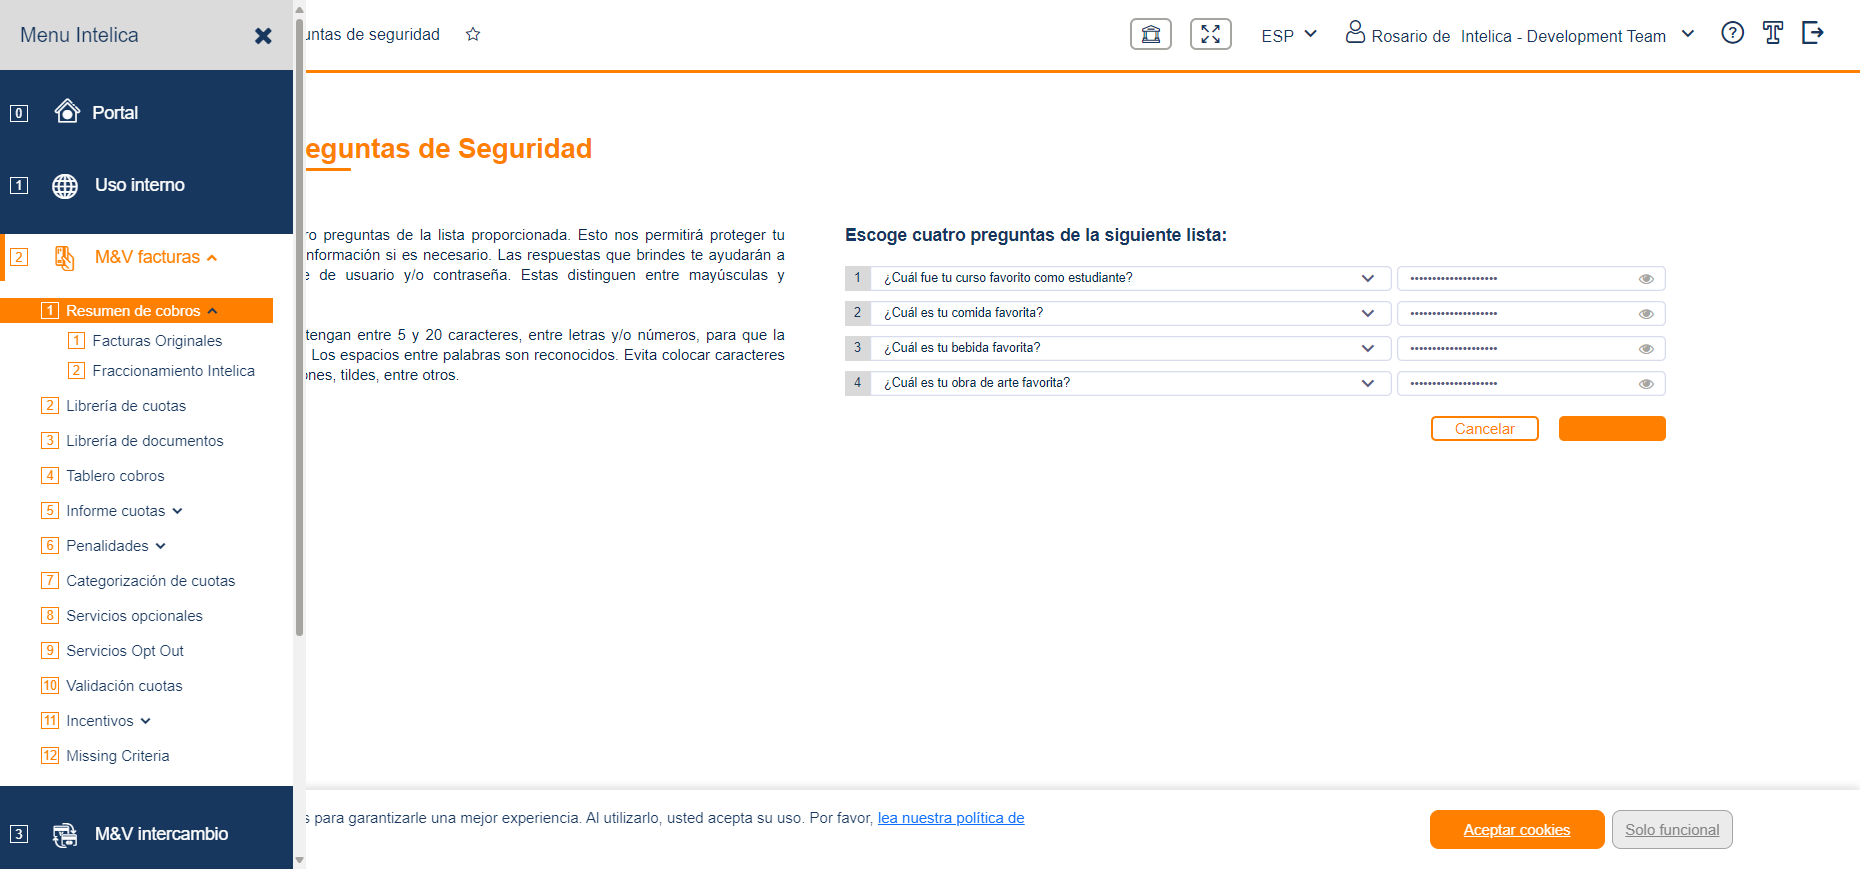 Menu Intelica
untas de seguridad
ESP
Rosario de Intelica - Development Team
0 Portal
1 Uso interno
2 M&V facturas
1 Resumen de cobros
1 Facturas Originales
2 Fraccionamiento Intelica
2 Librería de cuotas
3 Librería de documentos
4 Tablero cobros
5 Informe cuotas
6 Penalidades
7 Categorización de cuotas
8 Servicios opcionales
9 Servicios Opt Out
10 Validación cuotas
11 Incentivos
12 Missing Criteria
3 M&V intercambio
eguntas de Seguridad
ro preguntas de la lista proporcionada. Esto nos permitirá proteger tu
nformación si es necesario. Las respuestas que brindes te ayudarán a
e de usuario y/o contraseña. Estas distinguen entre mayúsculas y
tengan entre 5 y 20 caracteres, entre letras y/o números, para que la
Los espacios entre palabras son reconocidos. Evita colocar caracteres
ones, tildes, entre otros.
Escoge cuatro preguntas de la siguiente lista:
1 ¿Cuál fue tu curso favorito como estudiante? ••••••••••••••••••••
2 ¿Cuál es tu comida favorita? ••••••••••••••••••••
3 ¿Cuál es tu bebida favorita? ••••••••••••••••••••
4 ¿Cuál es tu obra de arte favorita? ••••••••••••••••••••
Cancelar
s para garantizarle una mejor experiencia. Al utilizarlo, usted acepta su uso. Por favor, lea nuestra política de
Aceptar cookies
Solo funcional